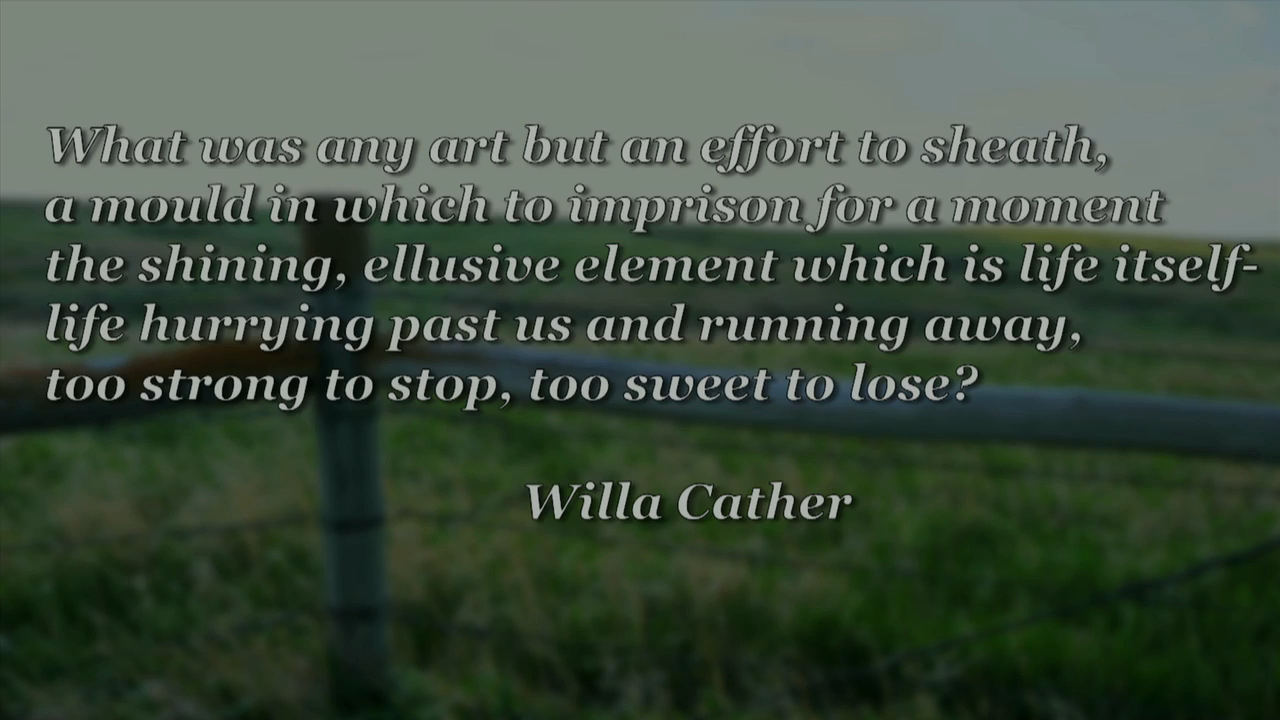 What was any art but an effort to sheath,
a mould in which to imprison for a moment
the shining, ellusive element which is life itself-
life hurrying past us and running away,
too strong to stop, too sweet to lose?
Willa Cather